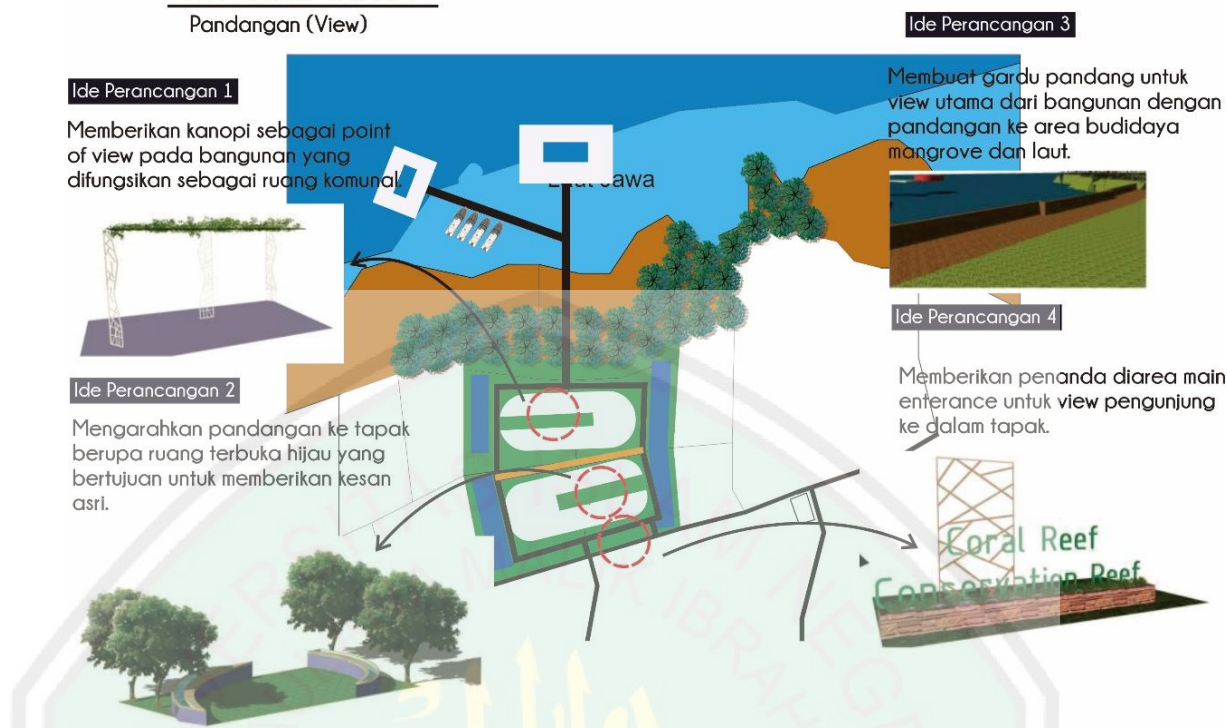 Pandangan (View)
Ide Perancangan 1
Memberikan kanopi sebagai point
of view pada bangunan yang
difungsikan sebagai ruang komunal.
Ide Perancangan 2
Mengarahkan pandangan ke tapak
berupa ruang terbuka hijau yang
bertujuan untuk memberikan kesan
asri.
Laut Jawa
Ide Perancangan 3
Membuat gardu pandang untuk
view utama dari bangunan dengan
pandangan ke area budidaya
mangrove dan laut.
Ide Perancangan 4
Memberikan penanda diarea main
enterance untuk view pengunjung
ke dalam tapak.
Coral Reef
Conservation Reef